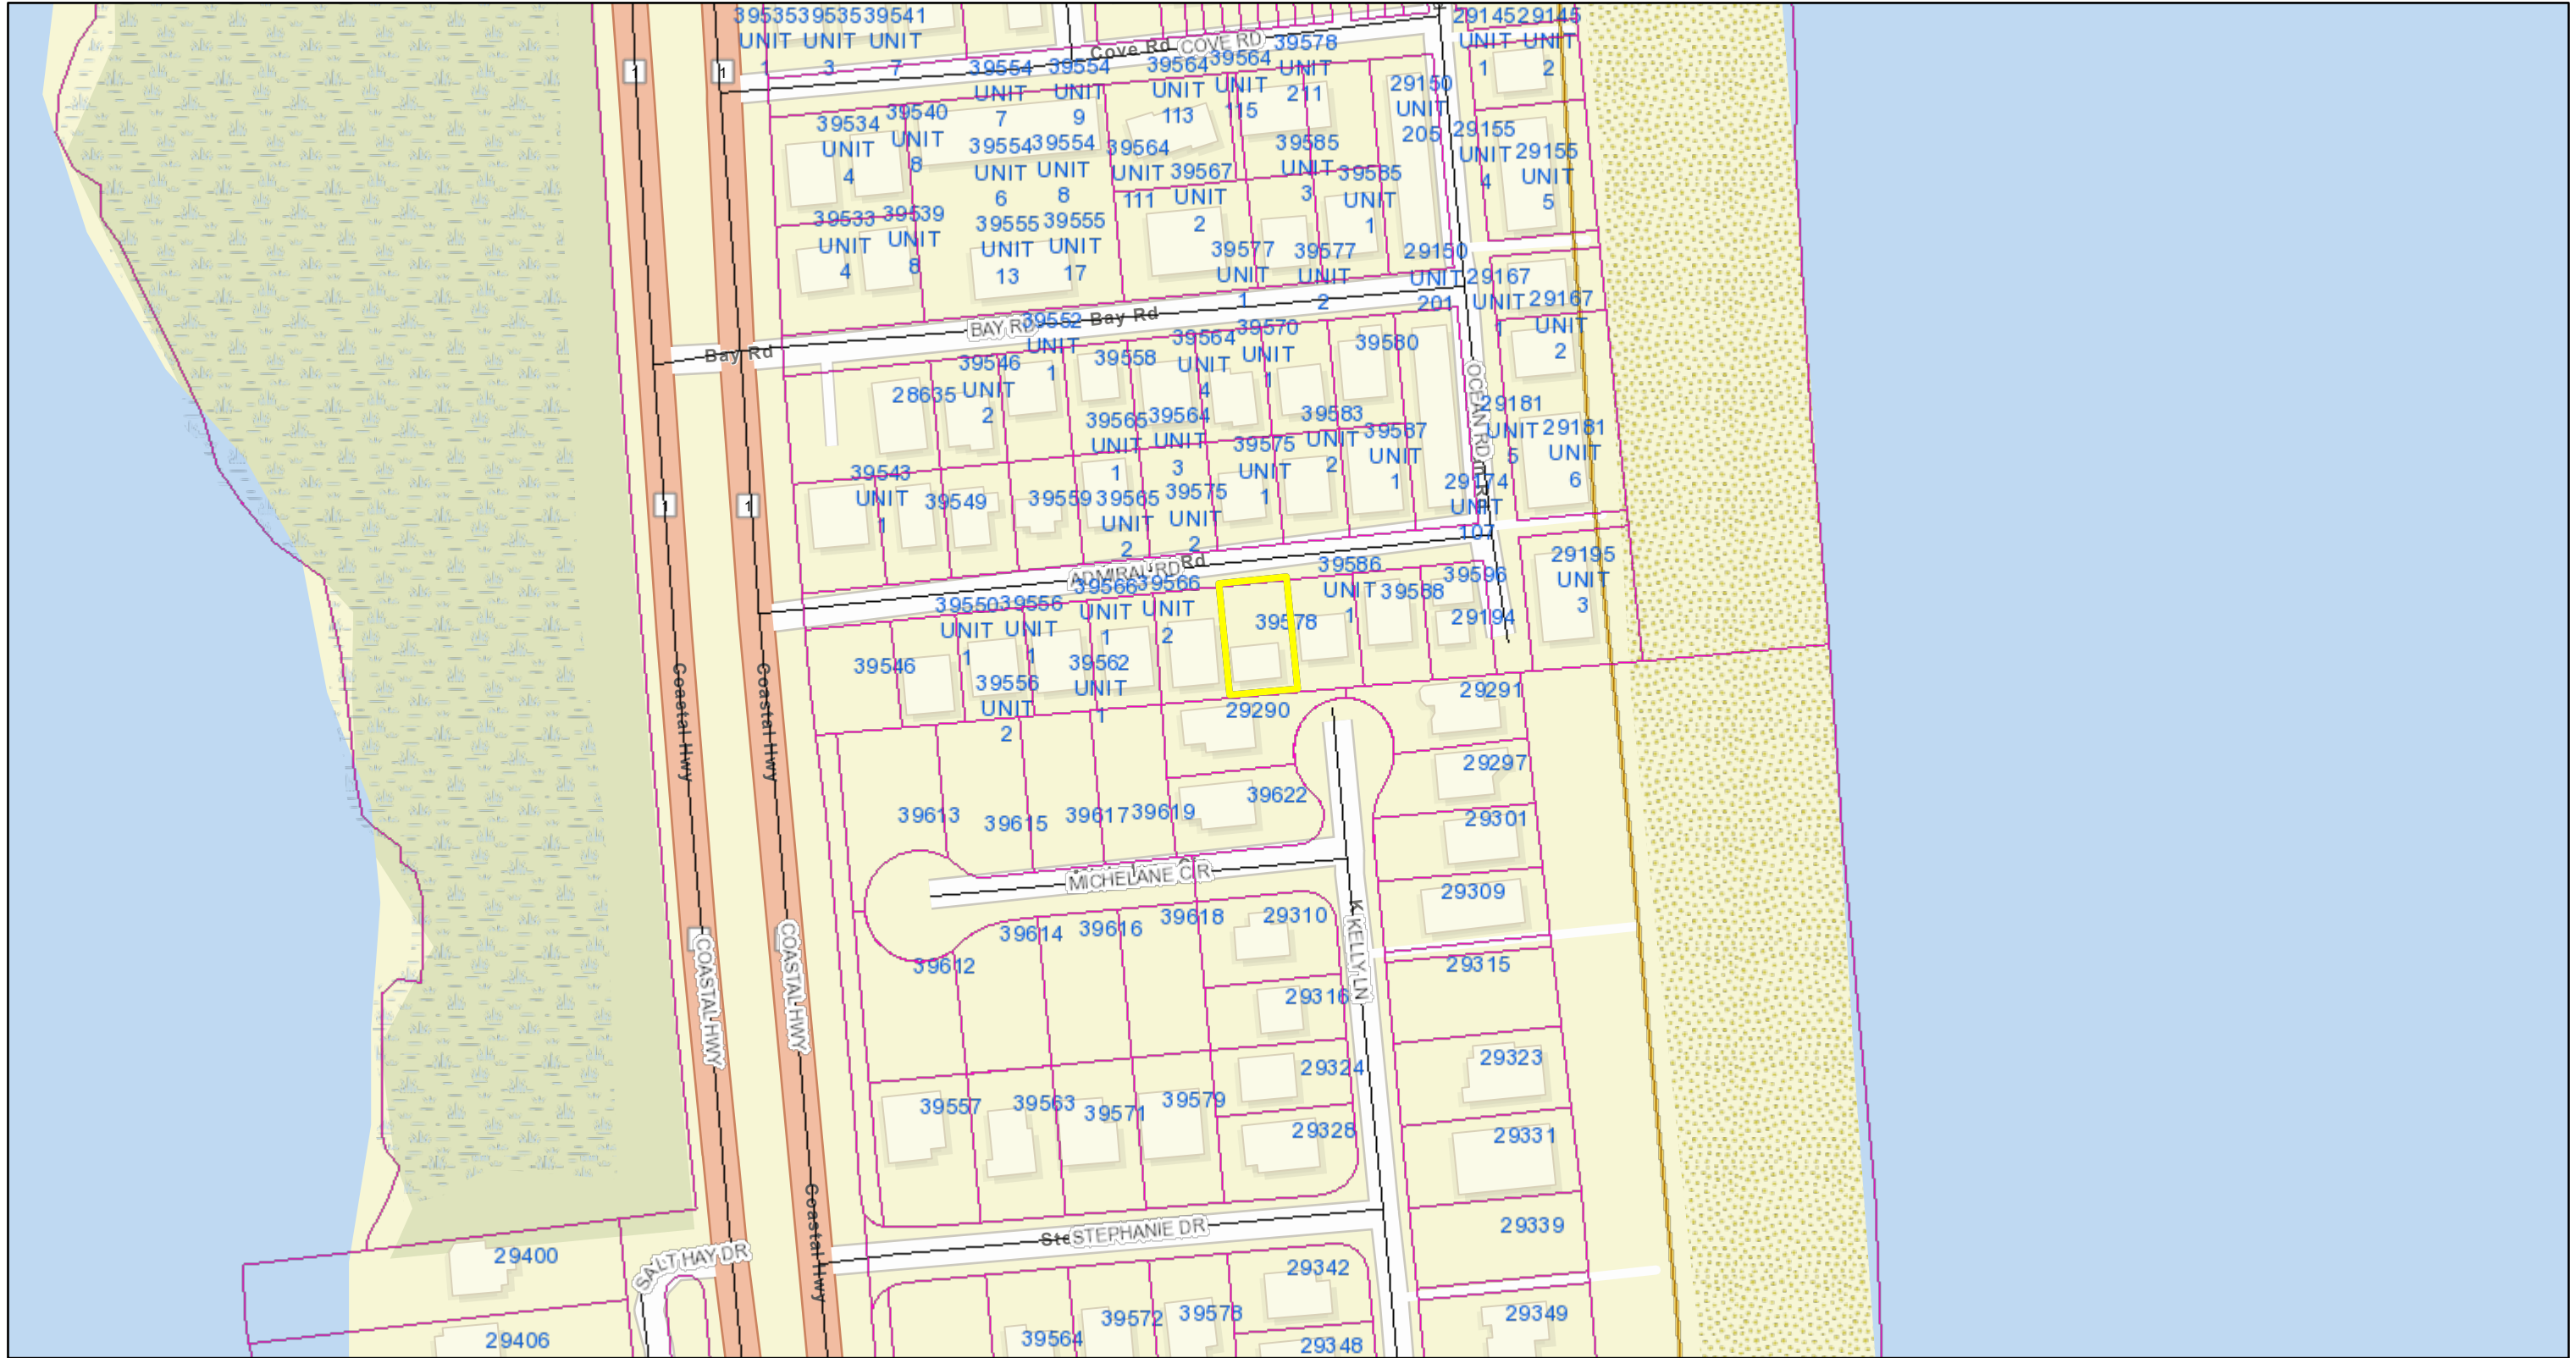 39535 39535 39541
UNIT UNIT UNIT
1 3 7
29145 29145
UNIT UNIT
1 2
Cove Rd COVE RD
39578
UNIT
211
1 1
39554 39554
UNIT UNIT
7 9
39564 39564
UNIT UNIT
113 115
29150
UNIT
205
39534
UNIT
4
39540
UNIT
8
39554 39554
UNIT UNIT
6 8
39564
UNIT
111
39567
UNIT
2
39585
UNIT
3
39585
UNIT
1
29155
UNIT
4
29155
UNIT
5
39533
UNIT
4
39539
UNIT
8
39555 39555
UNIT UNIT
13 17
39577
UNIT
1
39577
UNIT
2
29150
UNIT
201
29167
UNIT
1
29167
UNIT
2
Bay Rd
BAY RD
Bay Rd
39552
UNIT
1
28635
39546
UNIT
2
39558
39564
UNIT
4
39570
UNIT
1
39580
OCEAN RD
39543
UNIT
1
39549
39559
39565
UNIT
1
39564
UNIT
3
39565
UNIT
2
39575
UNIT
2
39575
UNIT
1
39583
UNIT
2
39587
UNIT
1
29174
UNIT
107
29181
UNIT
5
29181
UNIT
6
1 1
ADMIRAL RD Rd
39546
39550
UNIT
1
39556
UNIT
1
39556
UNIT
2
39566
UNIT
1
39566
UNIT
2
39562
UNIT
1
39578
39586
UNIT
1
39588
39596
29194
29195
UNIT
3
Coastal Hwy
Coastal Hwy
29290
29291
29297
39613
39615
39617
39619
39622
29301
MICHELANE CIR
29309
39612
39614
39616
39618
29310
K KELLY LN
29315
COASTAL HWY
COASTAL HWY
29316
29323
29324
39557
39563
39571
39579
29328
29331
STEPHANIE DR
29339
Coastal Hwy
SALT HAY DR
29400
29406
29342
39564
39572
39578
29348
29349